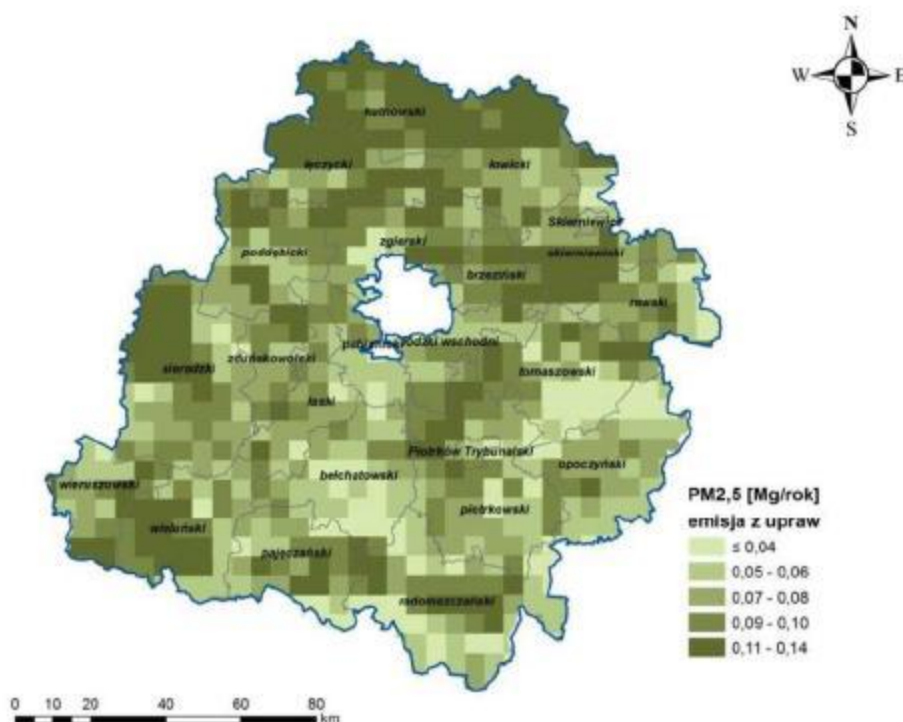 N
W E
S
kutnowski
łęczycki
łowicki
Skierniewice
zgierski
skierniewicki
poddębicki
brzeziński
rawski
łódzki wschodni
zduńskowolski
sieradzki
tomaszowski
łaski
Piotrków Trybunalski
opoczyński
bełchatowski
wieruszowski
piotrkowski
wieluński
pajęczański
radomszczański
PM2,5 [Mg/rok]
emisja z upraw
≤ 0,04
0,05 - 0,06
0,07 - 0,08
0,09 - 0,10
0,11 - 0,14
0 10 20 40 60 80
km